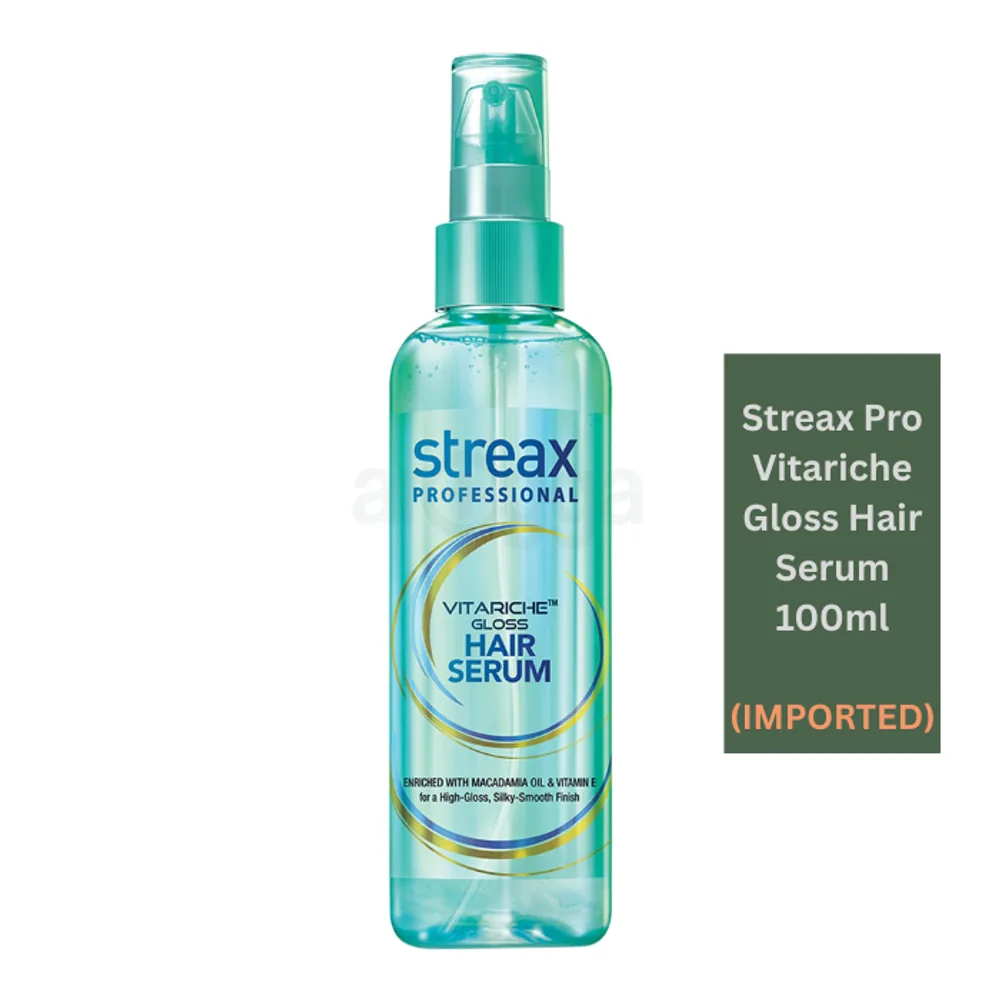 streax
PROFESSIONAL
VITARICHE™
GLOSS
HAIR
SERUM
ENRICHED WITH MACADAMIA OIL & VITAMIN E
for a High-Gloss, Silky-Smooth Finish
Streax Pro
Vitariche
Gloss Hair
Serum
100ml
(IMPORTED)